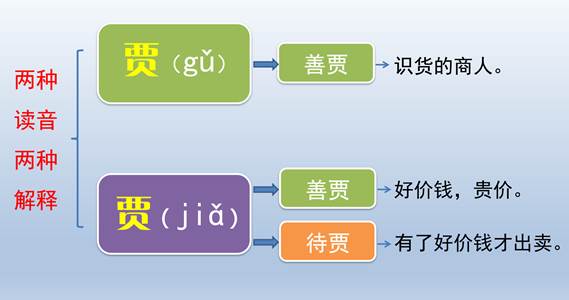 两种
读音
两种
解释
贾（gǔ）
善贾
识货的商人。
贾（jiǎ）
善贾
好价钱，贵价。
待贾
有了好价钱才出卖。